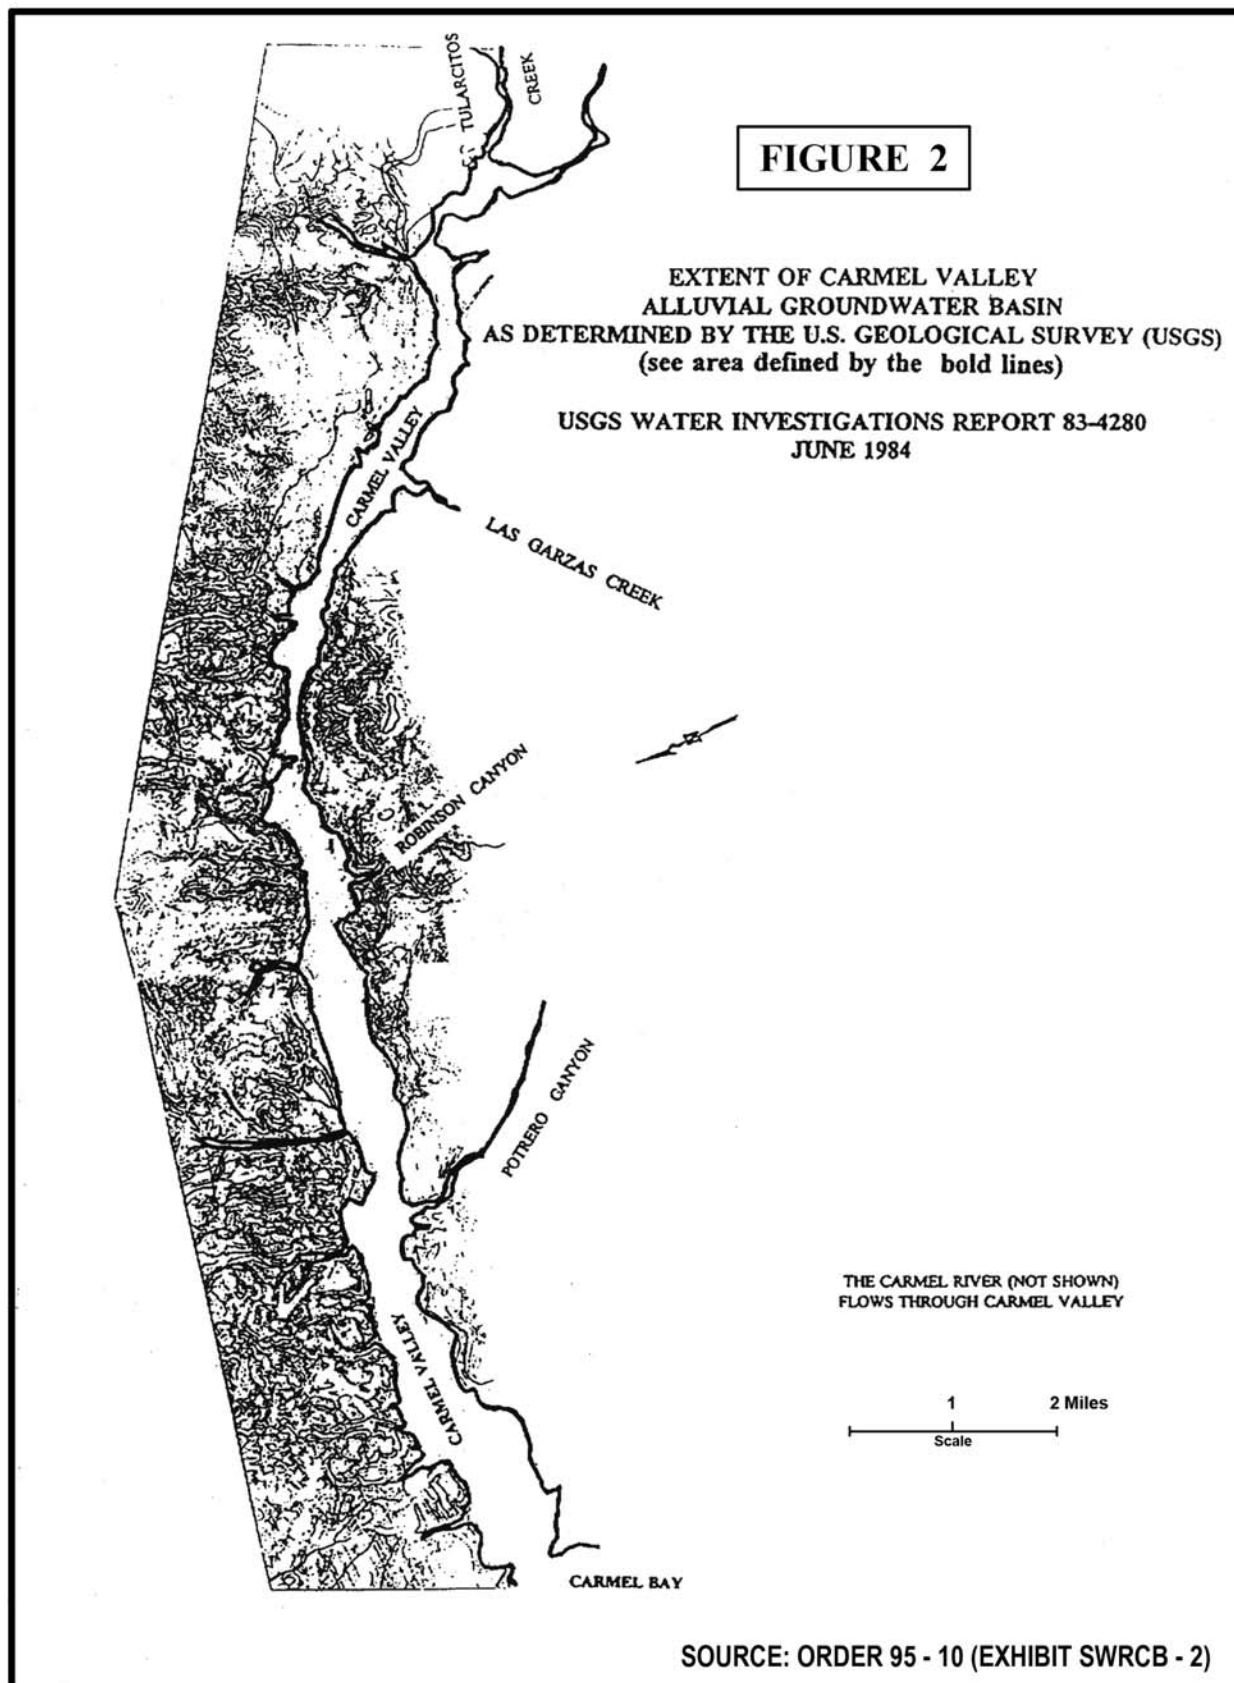 TULARCITOS
CREEK
FIGURE 2
EXTENT OF CARMEL VALLEY
ALLUVIAL GROUNDWATER BASIN
AS DETERMINED BY THE U.S. GEOLOGICAL SURVEY (USGS)
(see area defined by the bold lines)
USGS WATER INVESTIGATIONS REPORT 83-4280
JUNE 1984
CARMEL VALLEY
LAS GARZAS CREEK
N
ROBINSON CANYON
POTRERO CANYON
THE CARMEL RIVER (NOT SHOWN)
FLOWS THROUGH CARMEL VALLEY
CARMEL VALLEY
1 2 Miles
Scale
CARMEL BAY
SOURCE: ORDER 95 - 10 (EXHIBIT SWRCB - 2)